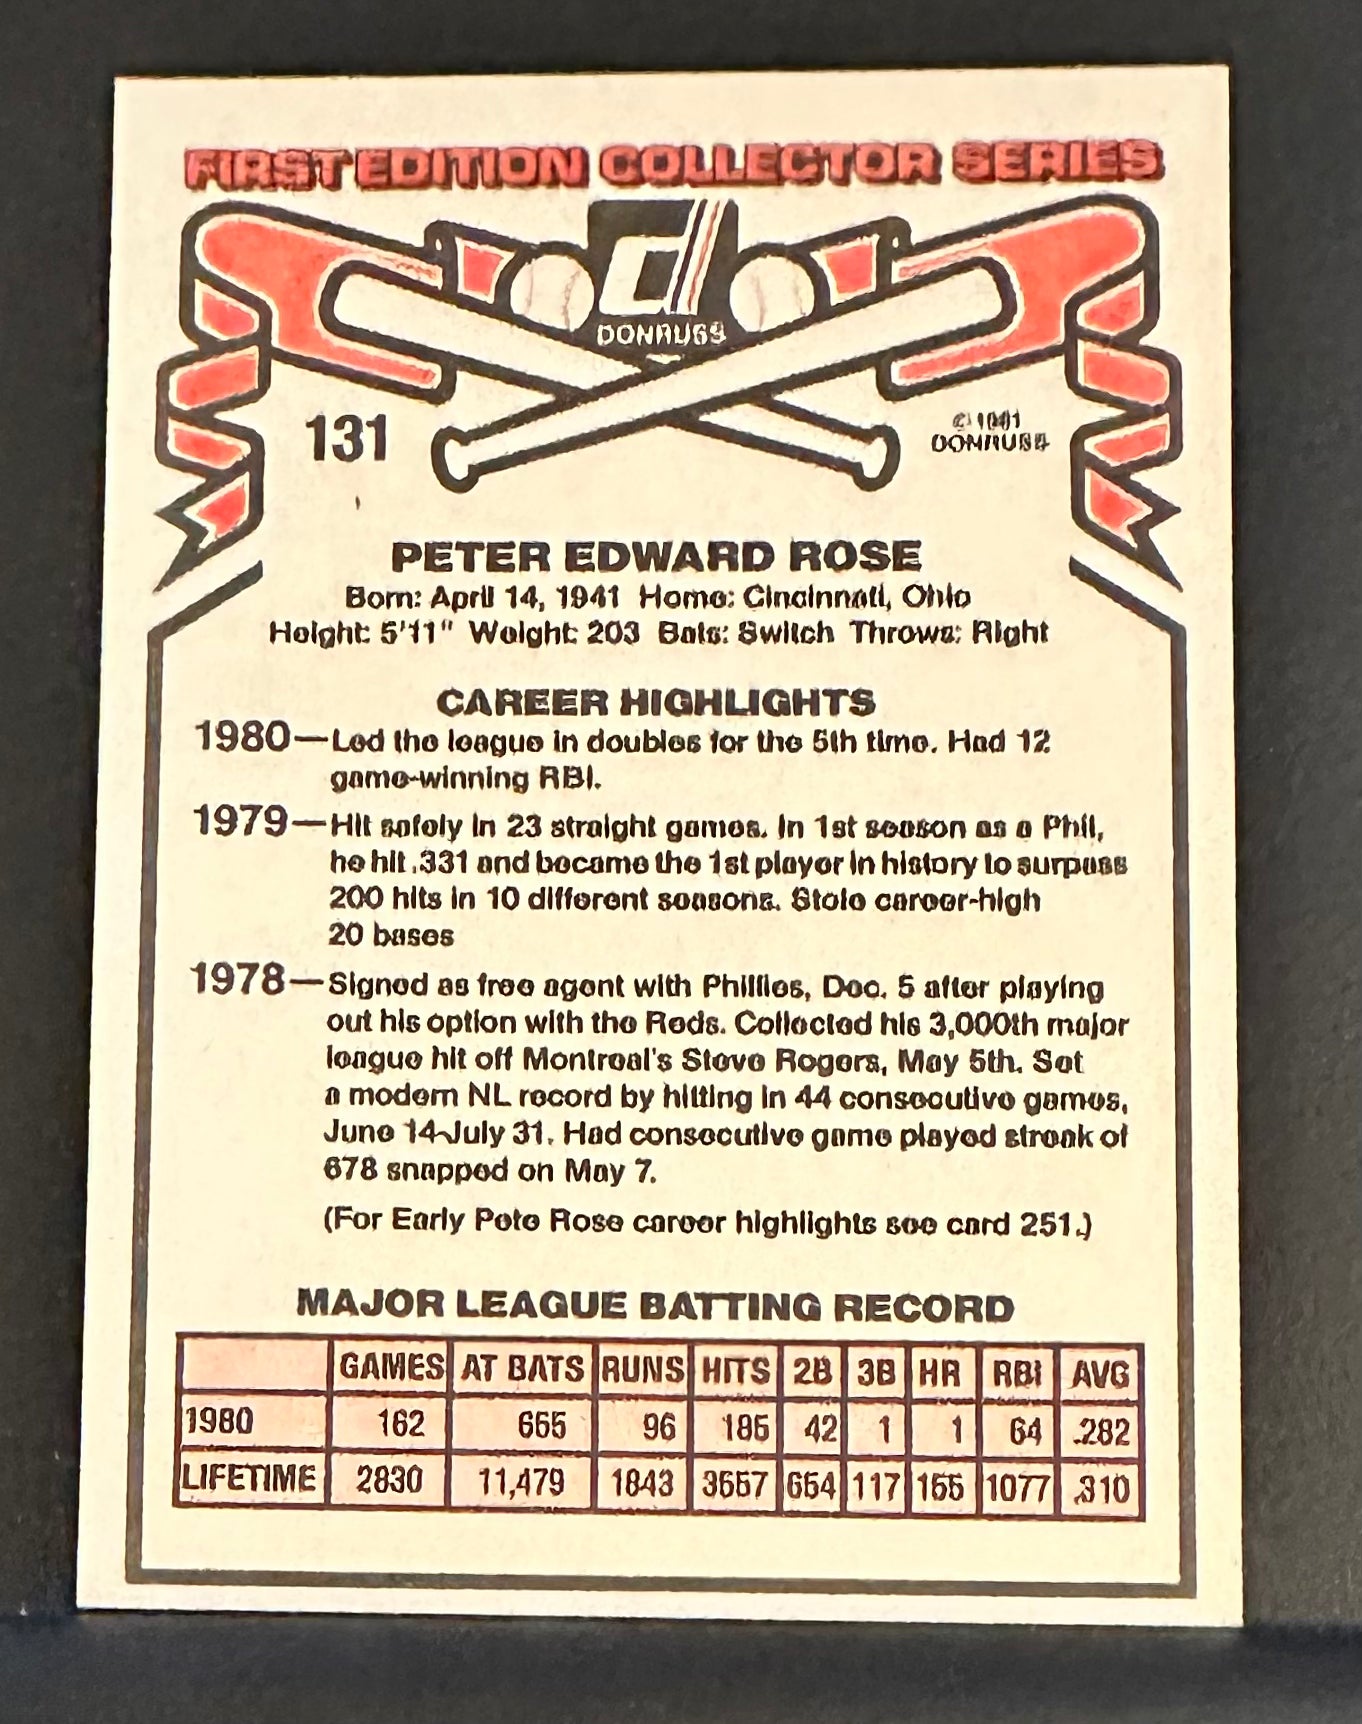 FIRST EDITION COLLECTOR SERIES
DONRUSS
131
© 1981
DONRUSS
PETER EDWARD ROSE
Born: April 14, 1941 Home: Cincinnati, Ohio
Height: 5'11" Weight: 203 Bats: Switch Throws: Right
CAREER HIGHLIGHTS
1980—Led the league in doubles for the 5th time. Had 12
game-winning RBI.
1979—Hit safely in 23 straight games. In 1st season as a Phil,
he hit .331 and became the 1st player in history to surpass
200 hits in 10 different seasons. Stole career-high
20 bases
1978—Signed as free agent with Phillies, Dec. 5 after playing
out his option with the Reds. Collected his 3,000th major
league hit off Montreal's Steve Rogers, May 5th. Set
a modern NL record by hitting in 44 consecutive games,
June 14-July 31. Had consecutive game played streak of
678 snapped on May 7.
(For Early Pete Rose career highlights see card 251.)
MAJOR LEAGUE BATTING RECORD
GAMES AT BATS RUNS HITS 2B 3B HR RBI AVG
1980 162 655 96 185 42 1 1 64 .282
LIFETIME 2830 11,479 1843 3557 654 117 155 1077 .310